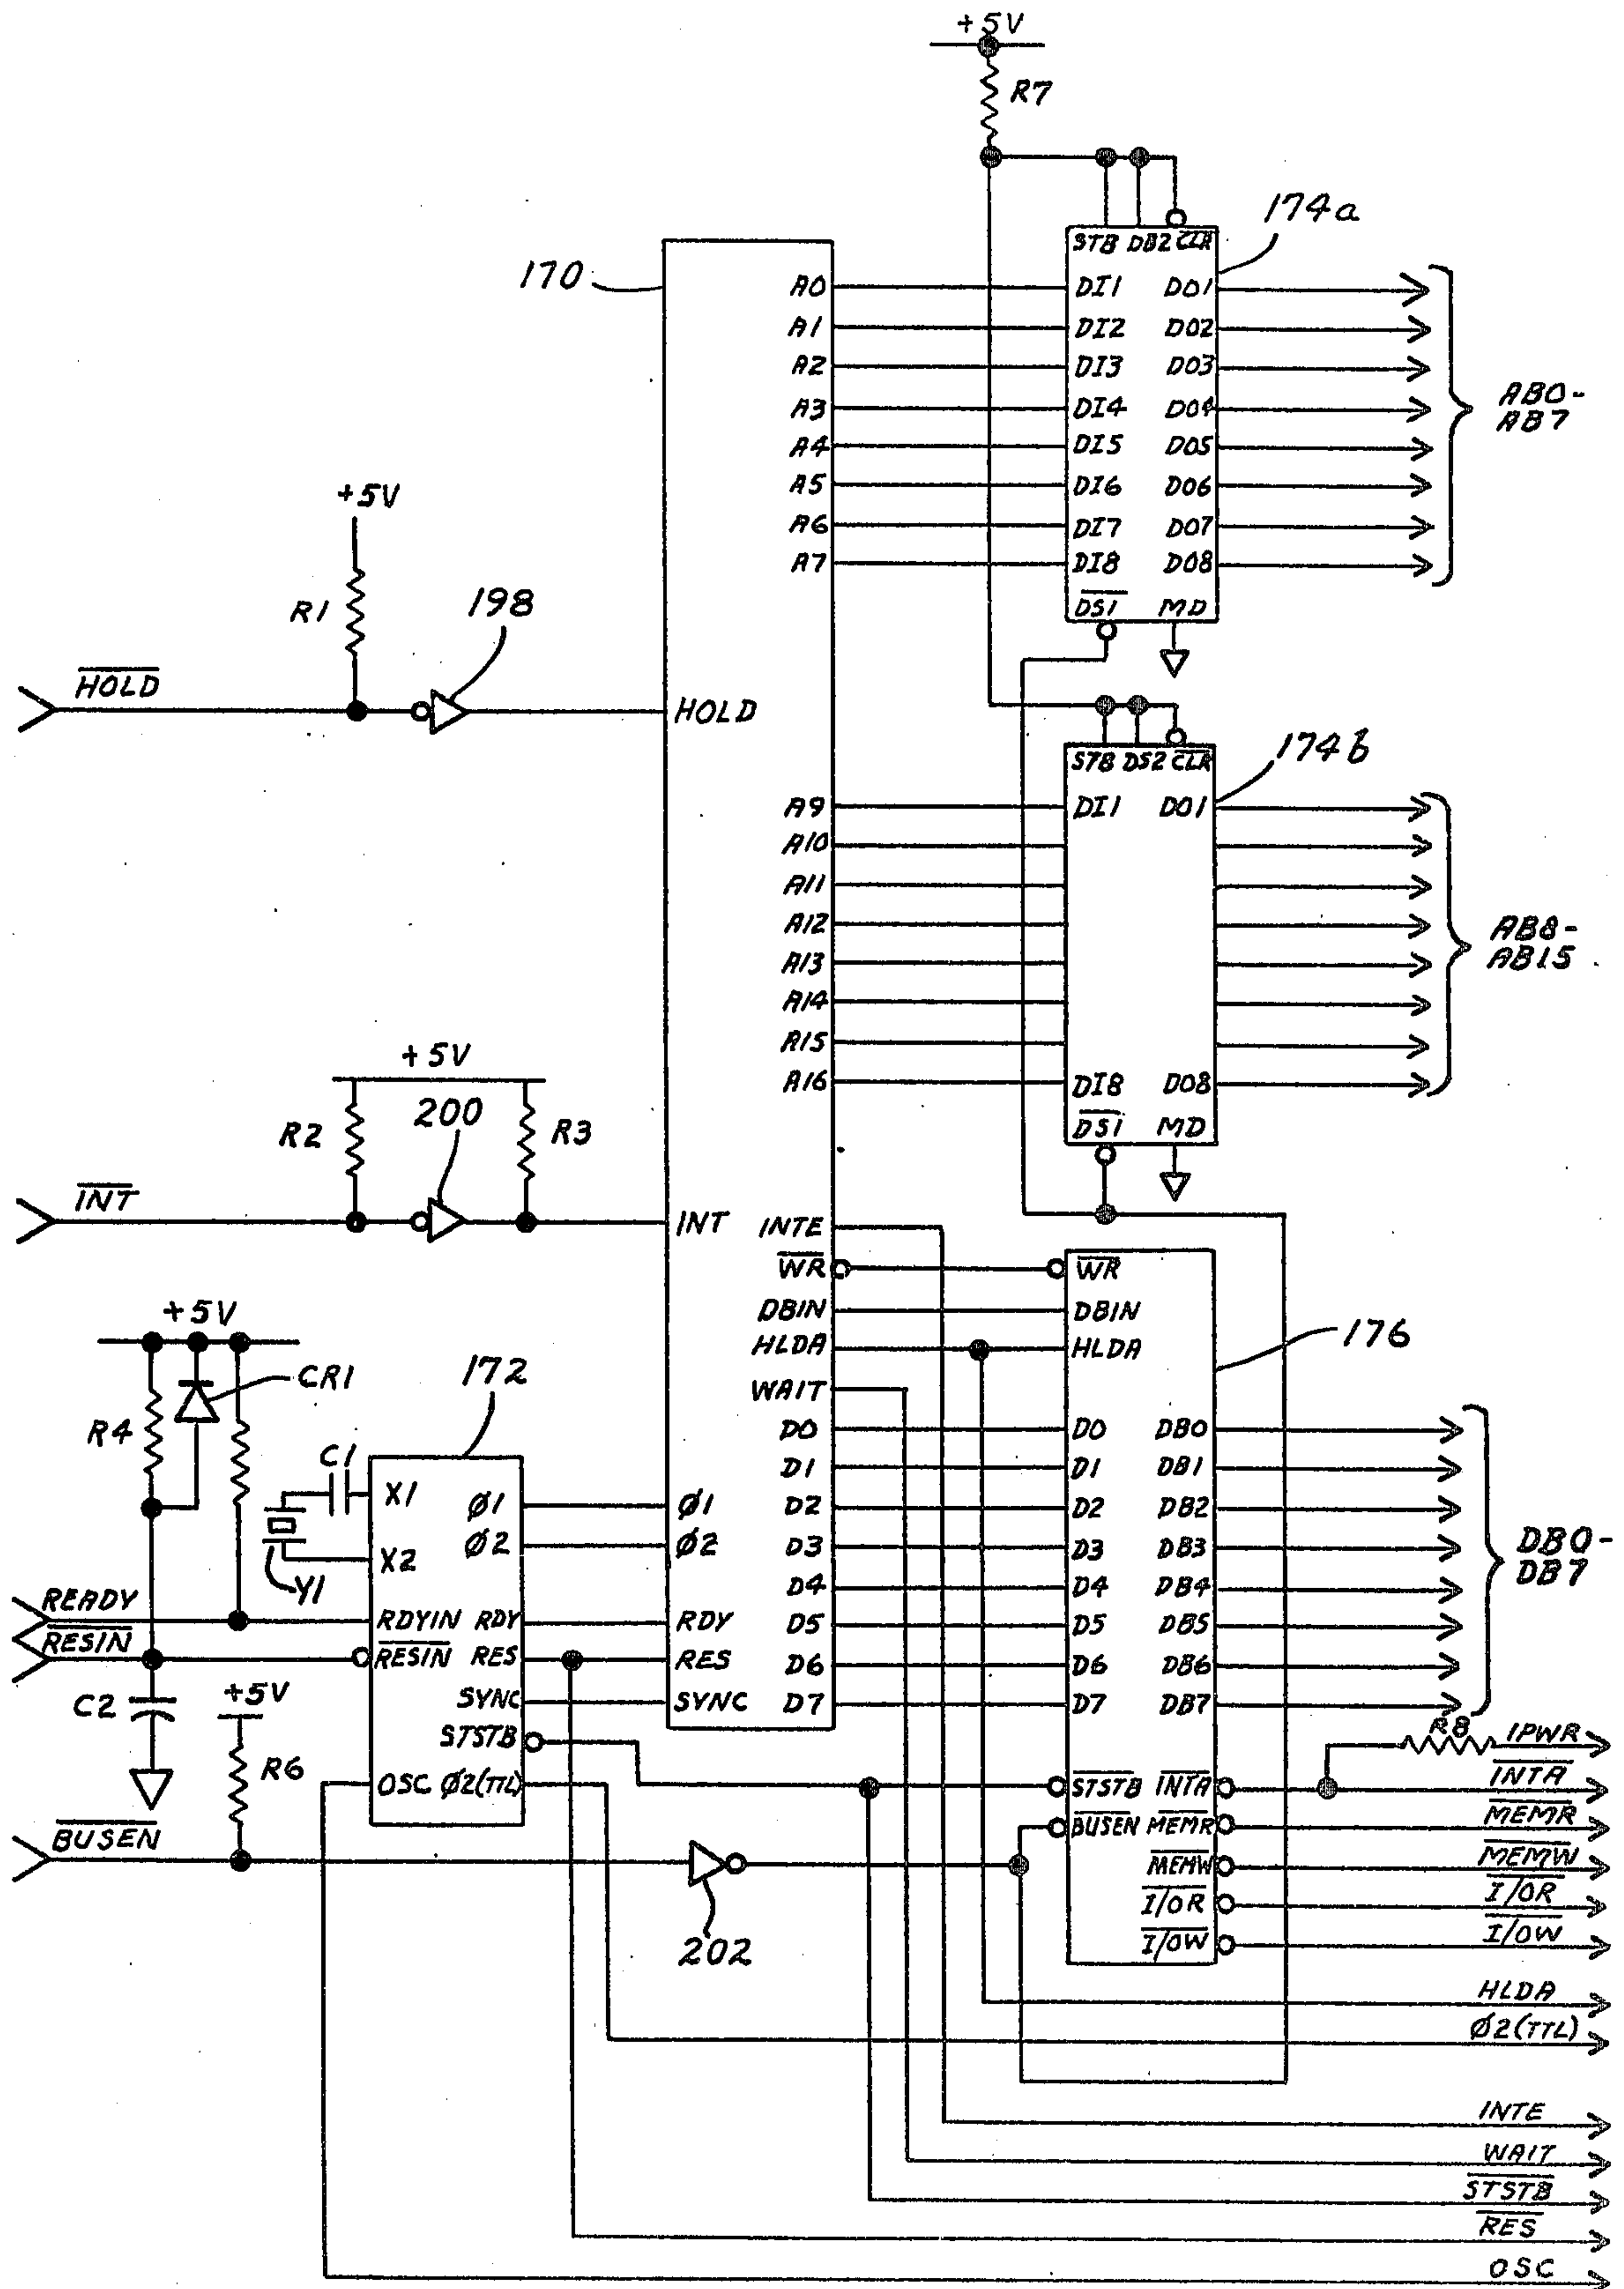 +5V
R7
174a
STB DB2 CLR
170
A0 DI1 DO1
A1 DI2 DO2
A2 DI3 DO3
A3 DI4 DO4
A4 DI5 DO5
A5 DI6 DO6
A6 DI7 DO7
A7 DI8 DO8
AB0-
AB7
DS1 MD
+5V
R1
198
HOLD
HOLD
174b
STB DS2 CLR
A9 DI1 DO1
A10
A11
A12
A13
A14
A15
A16 DI8 DO8
AB8-
AB15
DS1 MD
+5V
R2
200
R3
INT
INT
INTE
WR WR
DBIN DBIN
HLDA HLDA
176
WAIT
D0 D0 DB0
D1 D1 DB1
D2 D2 DB2
D3 D3 DB3
D4 D4 DB4
D5 D5 DB5
D6 D6 DB6
D7 D7 DB7
DB0-
DB7
+5V
CR1
172
R4
C1
X1 Ø1 Ø1
X2 Ø2 Ø2
Y1
READY RDYIN RDY RDY
RESIN RESIN RES RES
SYNC SYNC
C2
+5V
STSTB
R6
OSC Ø2(TTL)
BUSEN
202
R8 IPWR
STSTB INTA INTA
BUSEN MEMR MEMR
MEMW MEMW
I/OR I/OR
I/OW I/OW
HLDA
Ø2(TTL)
INTE
WAIT
STSTB
RES
OSC